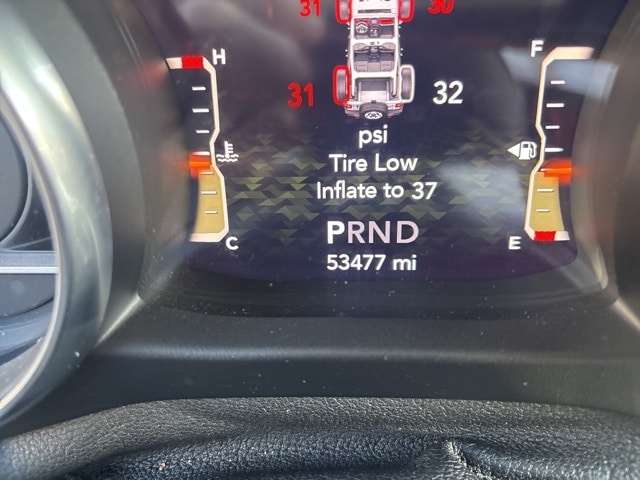 31 30
H F
31 32
psi
Tire Low
Inflate to 37
PRND
C E
53477 mi